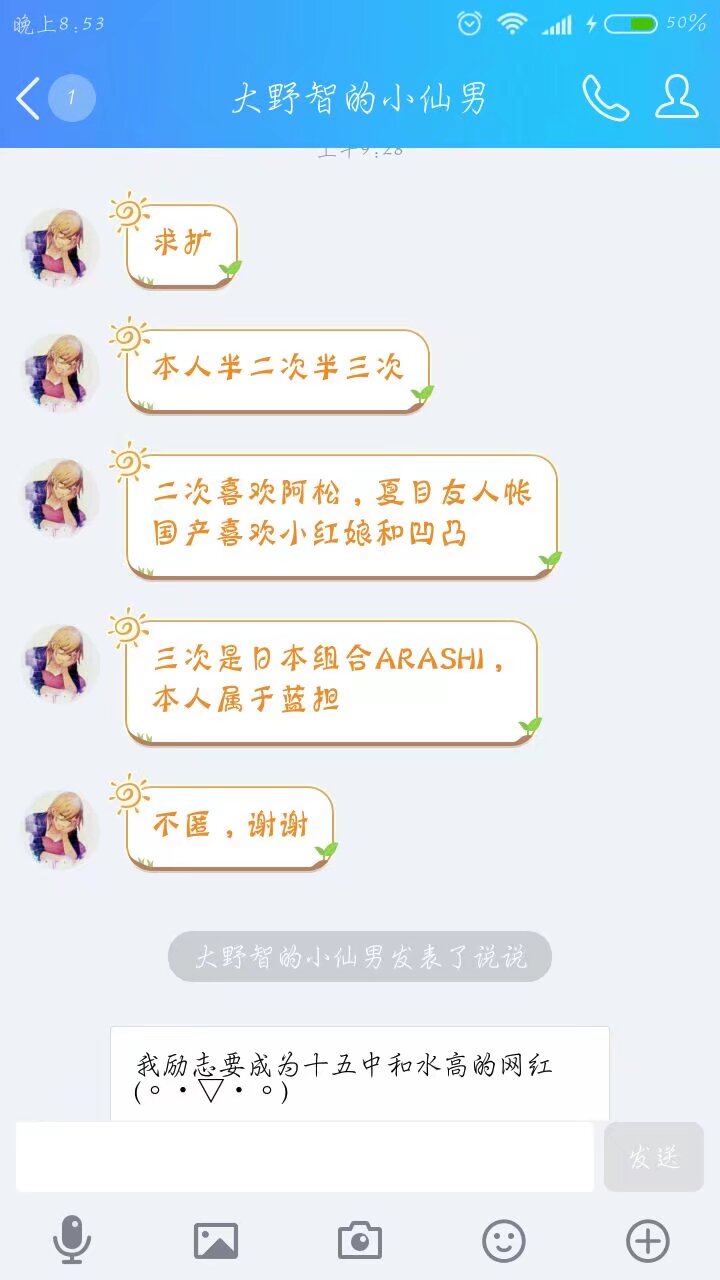 晚上8:53
50%
1
大野智的小仙男
上午9:28
求扩
本人半二次半三次
二次喜欢阿松，夏目友人帐
国产喜欢小红娘和凹凸
三次是日本组合ARASHI，
本人属于蓝担
不匿，谢谢
大野智的小仙男发表了说说
我励志要成为十五中和水高的网红
(∘・▽・∘)
发送